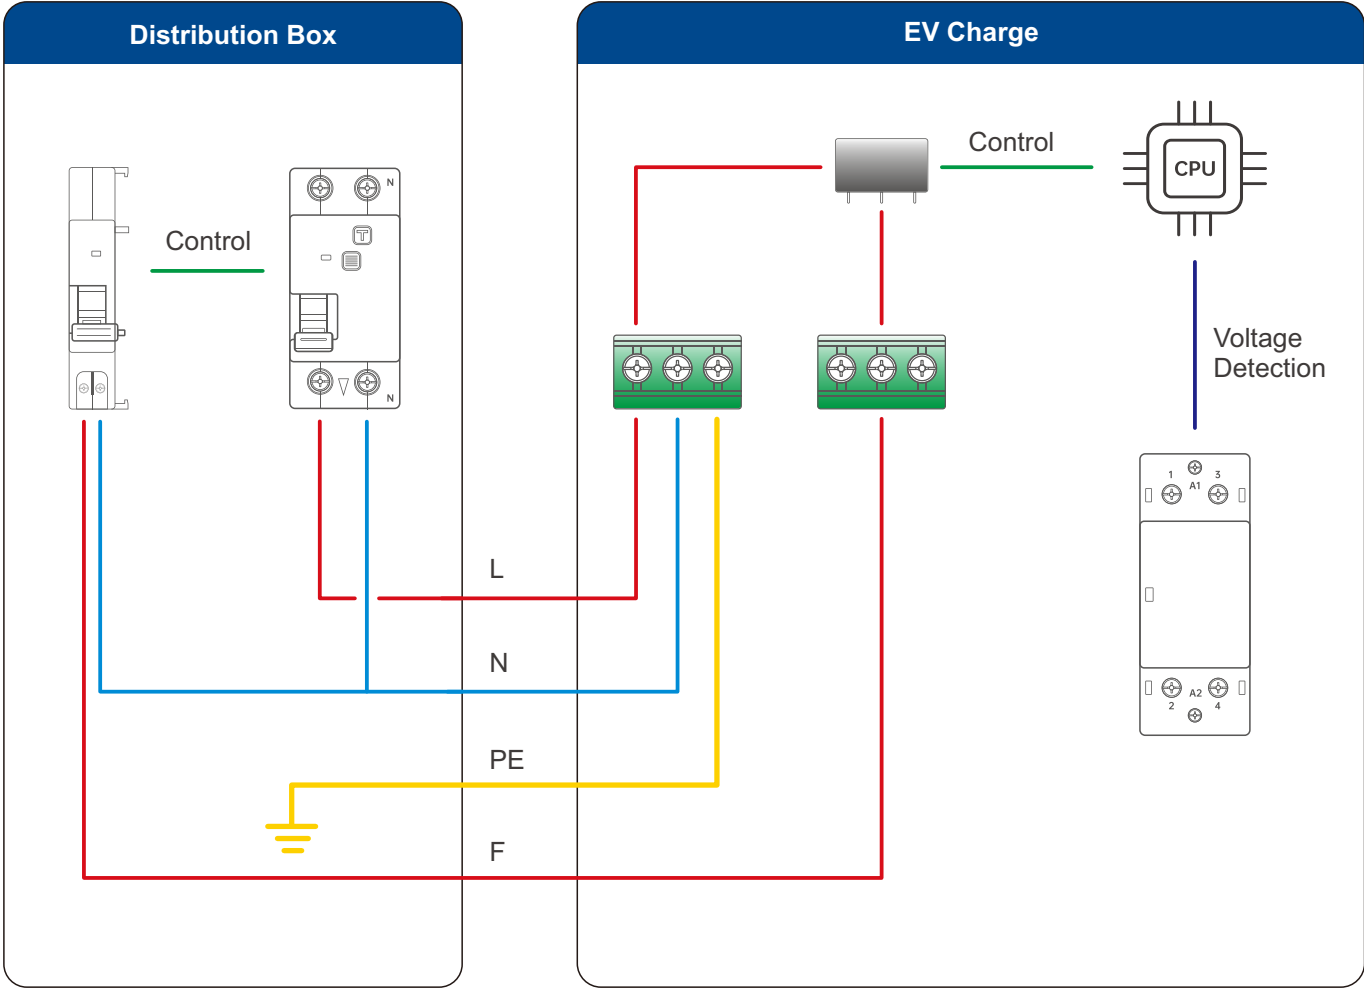 Distribution Box
EV Charge
Control
CPU
N
T
Control
Voltage
Detection
N
1
3
A1
L
N
A2
2
4
PE
F